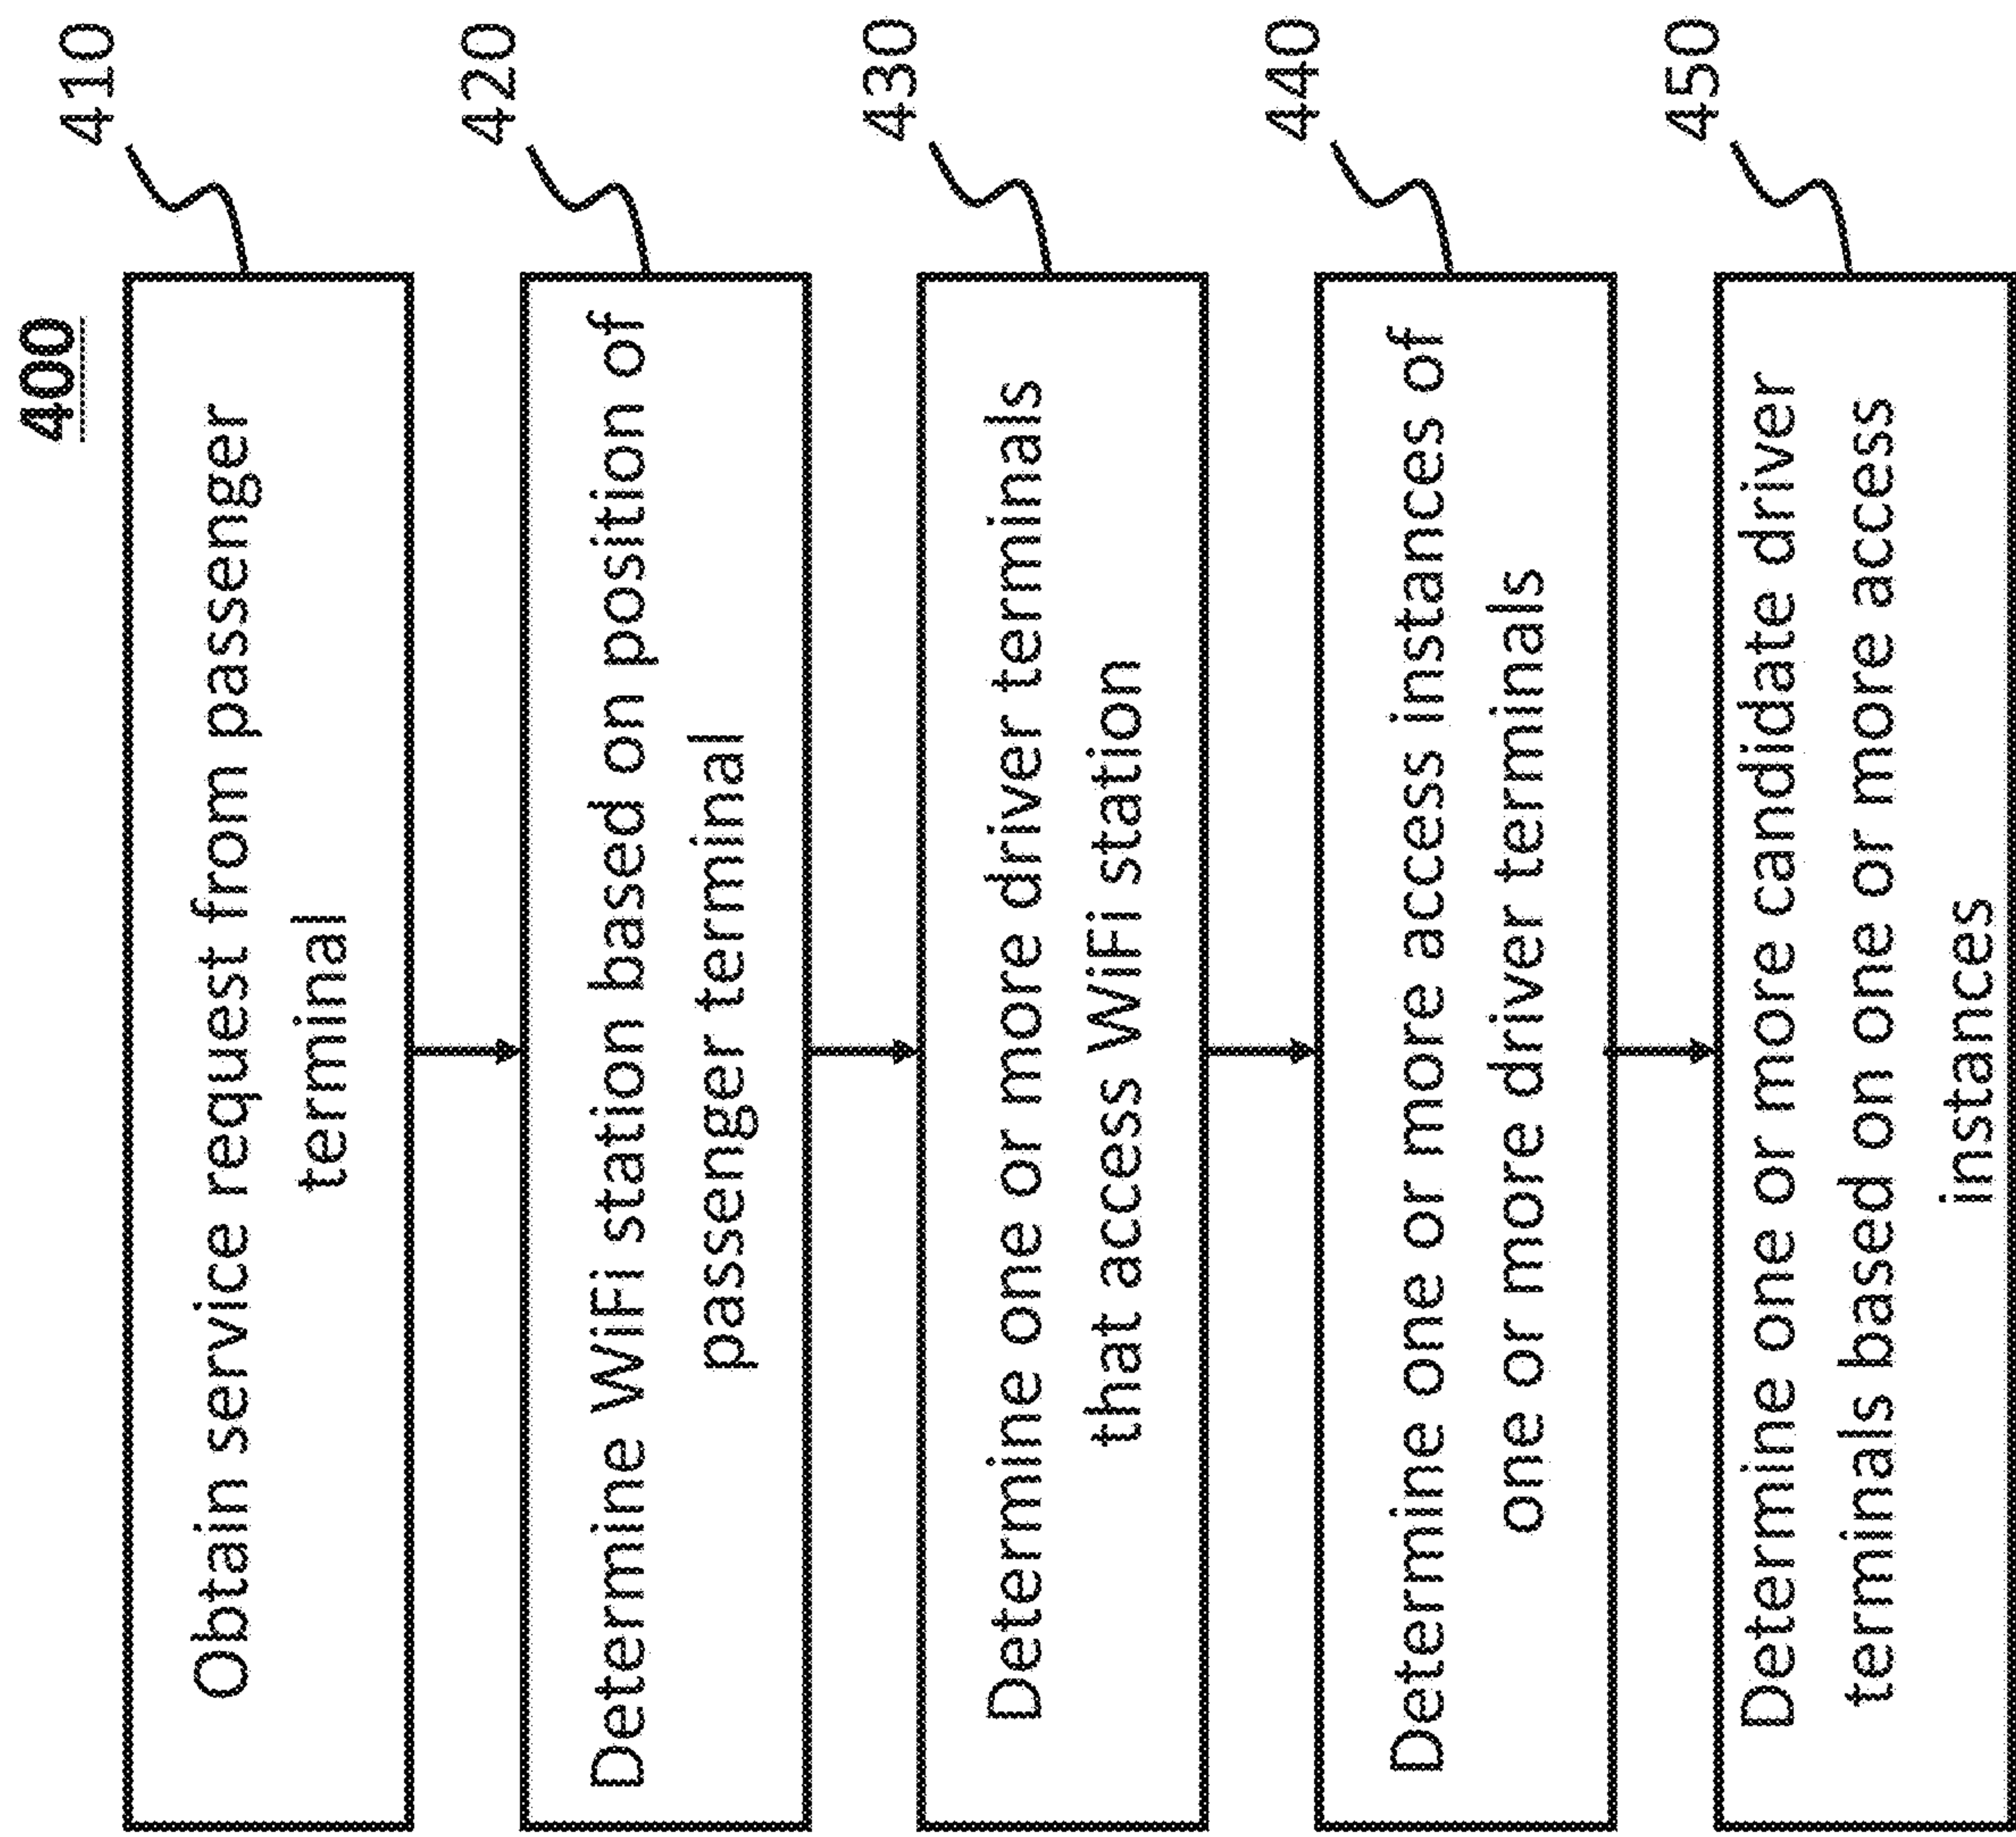 400
410
Obtain service request from passenger
terminal
420
Determine WiFi station based on position of
passenger terminal
430
Determine one or more driver terminals
that access WiFi station
440
Determine one or more access instances of
one or more driver terminals
450
Determine one or more candidate driver
terminals based on one or more access
instances